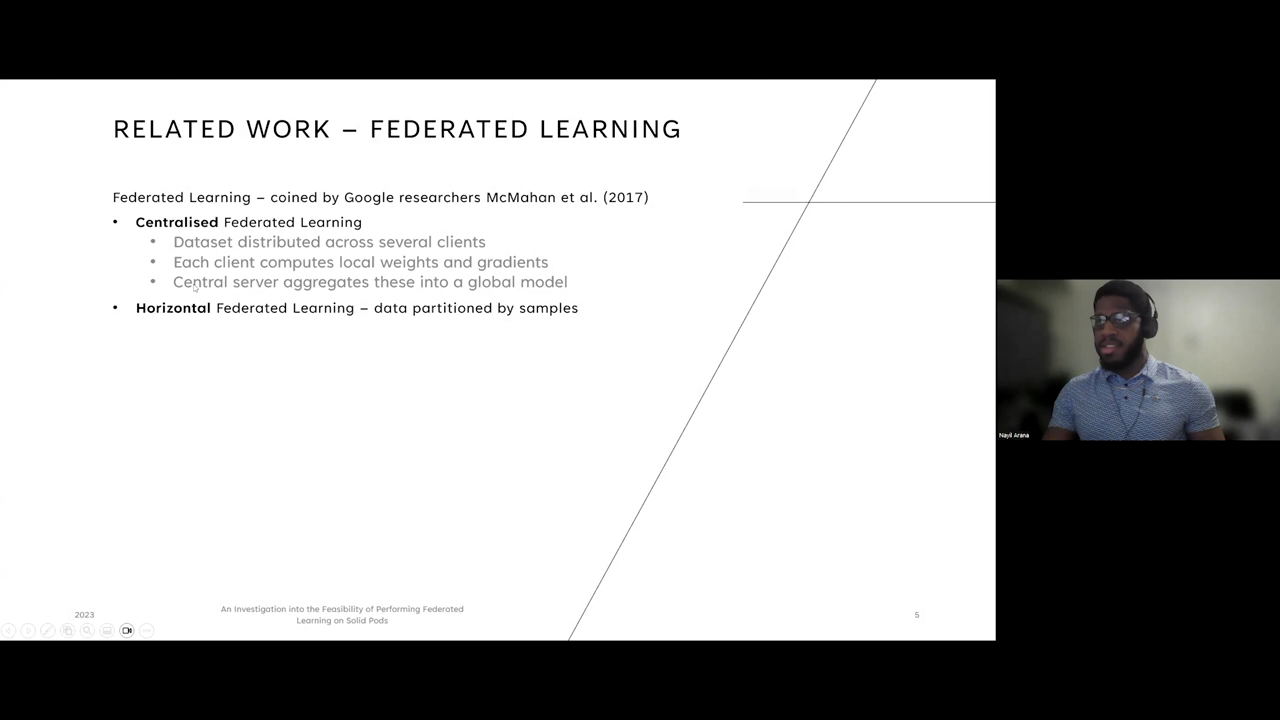 RELATED WORK – FEDERATED LEARNING
Federated Learning – coined by Google researchers McMahan et al. (2017)
• Centralised Federated Learning
• Dataset distributed across several clients
• Each client computes local weights and gradients
• Central server aggregates these into a global model
• Horizontal Federated Learning – data partitioned by samples
Nayil Arana
2023
An Investigation into the Feasibility of Performing Federated
Learning on Solid Pods
5